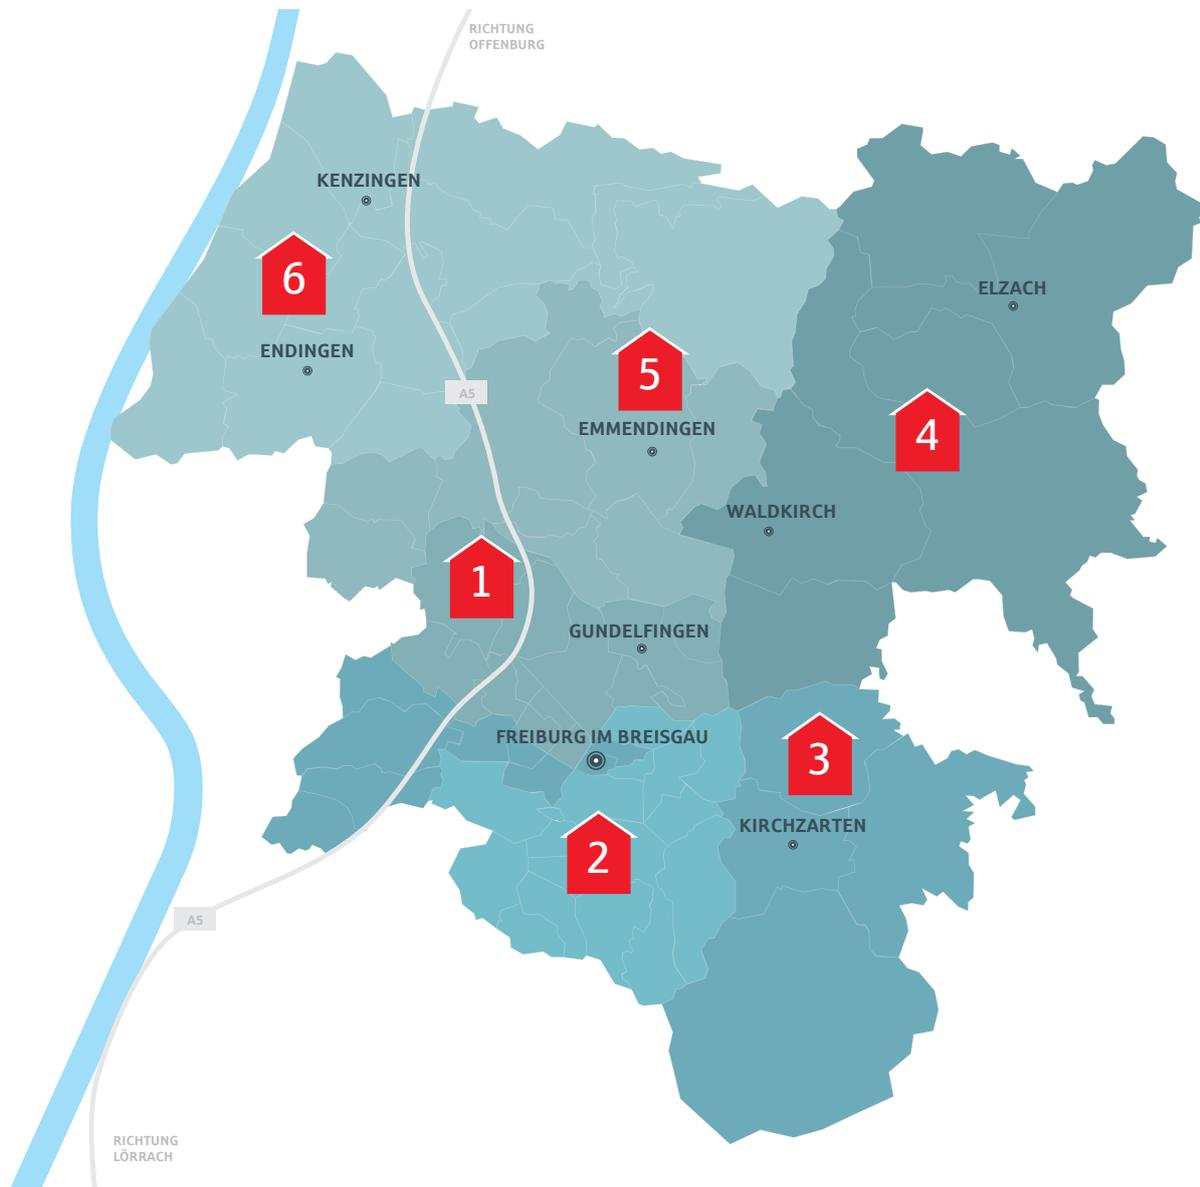 RICHTUNG
OFFENBURG
KENZINGEN
6
ELZACH
ENDINGEN
5
A5
EMMENDINGEN
4
WALDKIRCH
1
GUNDELFINGEN
FREIBURG IM BREISGAU
3
KIRCHZARTEN
2
A5
RICHTUNG
LÖRRACH